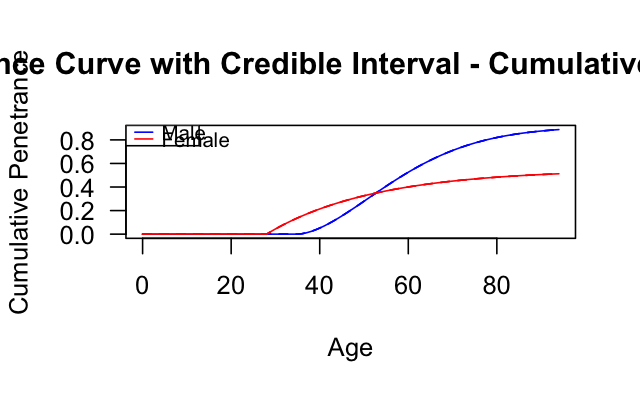 nce Curve with Credible Interval - Cumulative
Cumulative Penetrance
Male
Female
0.8
0.6
0.4
0.2
0.0
0 20 40 60 80
Age